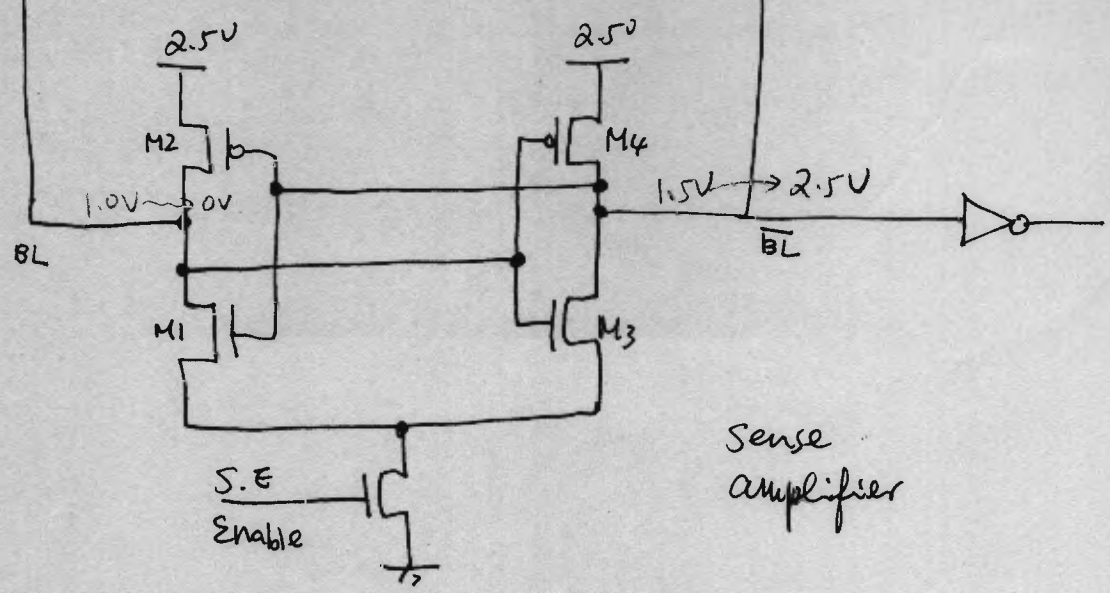 2.5V
2.5V
M2
M4
1.0V → 0V
1.5V → 2.5V
BL
B̅L̅
M1
M3
S.E
Enable
Sense
amplifier